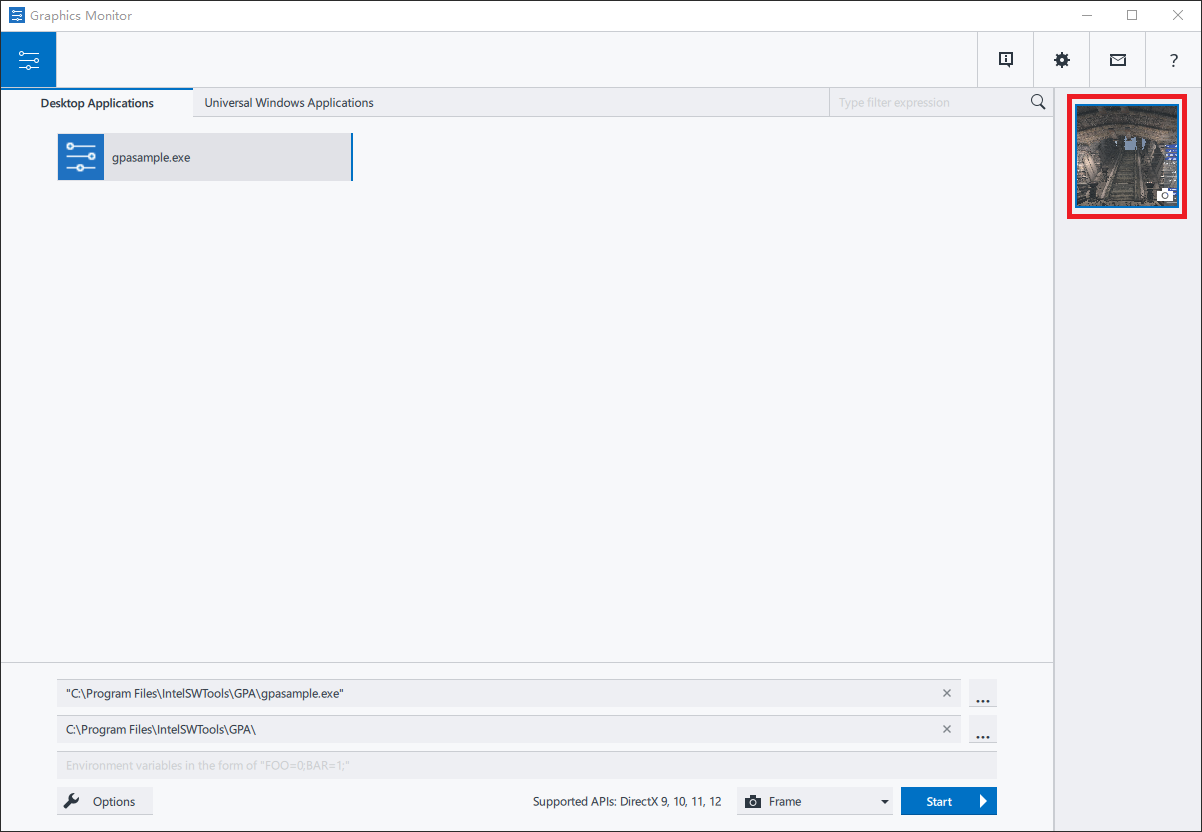 Graphics Monitor
?
Desktop Applications
Universal Windows Applications
Type filter expression
gpasample.exe
"C:\Program Files\IntelSWTools\GPA\gpasample.exe"
...
C:\Program Files\IntelSWTools\GPA\
...
Environment variables in the form of "FOO=0;BAR=1;"
Options
Supported APIs: DirectX 9, 10, 11, 12
Frame
Start